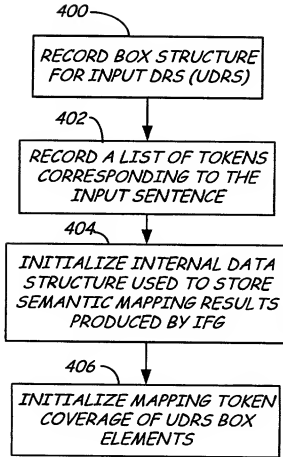 400
RECORD BOX STRUCTURE
FOR INPUT DRS (UDRS)
402
RECORD A LIST OF TOKENS
CORRESPONDING TO THE
INPUT SENTENCE
404
INITIALIZE INTERNAL DATA
STRUCTURE USED TO STORE
SEMANTIC MAPPING RESULTS
PRODUCED BY IFG
406
INITIALIZE MAPPING TOKEN
COVERAGE OF UDRS BOX
ELEMENTS